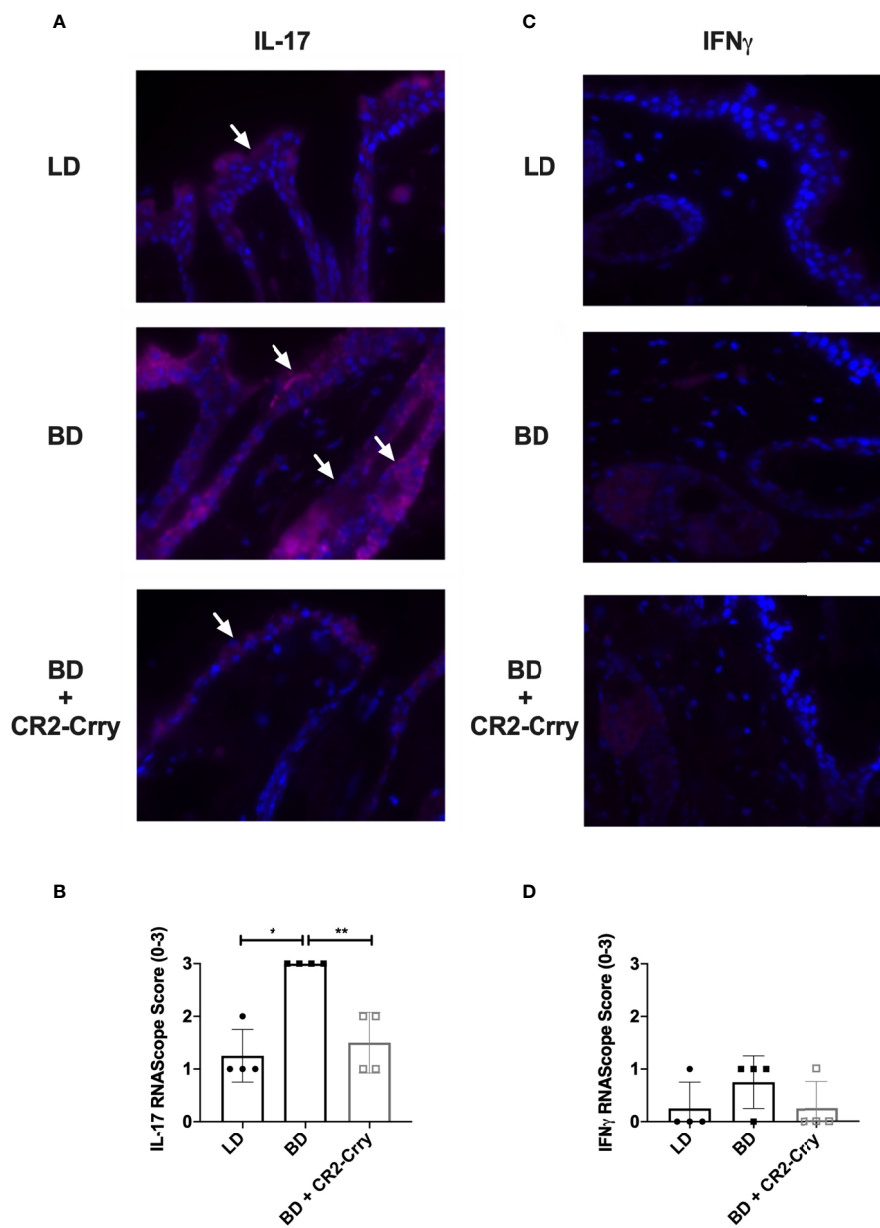 A
IL-17
LD
BD
BD
+
CR2-Crry
C
IFNγ
LD
BD
BD
+
CR2-Crry
B
IL-17 RNAScope Score (0-3)
3
2
1
0
*
**
LD
BD
BD + CR2-Crry
D
IFNγ RNAScope Score (0-3)
3
2
1
0
LD
BD
BD + CR2-Crry